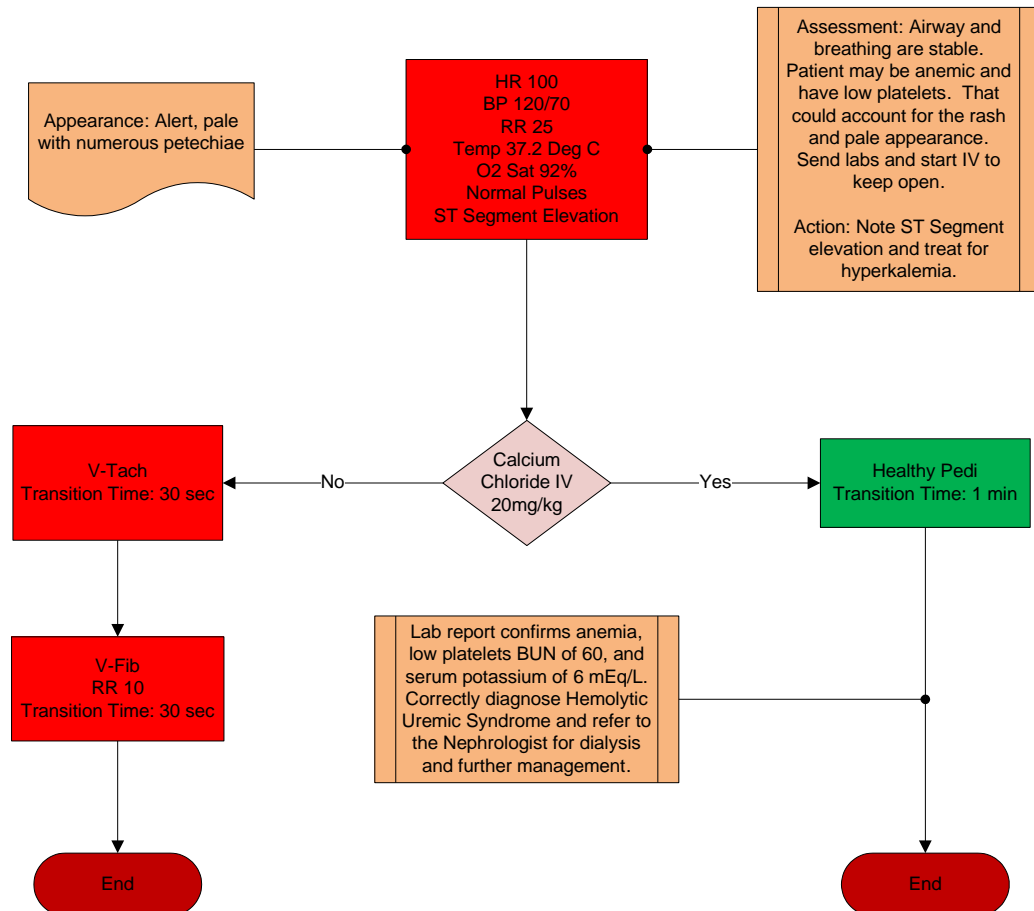 Appearance: Alert, pale
with numerous petechiae
HR 100
BP 120/70
RR 25
Temp 37.2 Deg C
O2 Sat 92%
Normal Pulses
ST Segment Elevation
Assessment: Airway and
breathing are stable.
Patient may be anemic and
have low platelets.  That
could account for the rash
and pale appearance.
Send labs and start IV to
keep open.
Action: Note ST Segment
elevation and treat for
hyperkalemia.
Calcium
Chloride IV
20mg/kg
No
Yes
V-Tach
Transition Time: 30 sec
Healthy Pedi
Transition Time: 1 min
V-Fib
RR 10
Transition Time: 30 sec
Lab report confirms anemia,
low platelets BUN of 60, and
serum potassium of 6 mEq/L.
Correctly diagnose Hemolytic
Uremic Syndrome and refer to
the Nephrologist for dialysis
and further management.
End
End